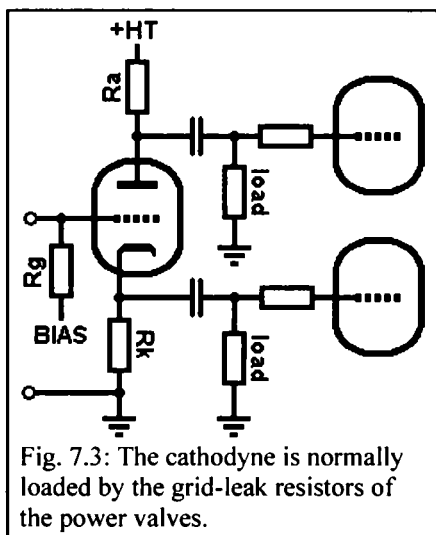 +HT
Ra
load
Rg
BIAS
Rk
load
Fig. 7.3: The cathodyne is normally
loaded by the grid-leak resistors of
the power valves.